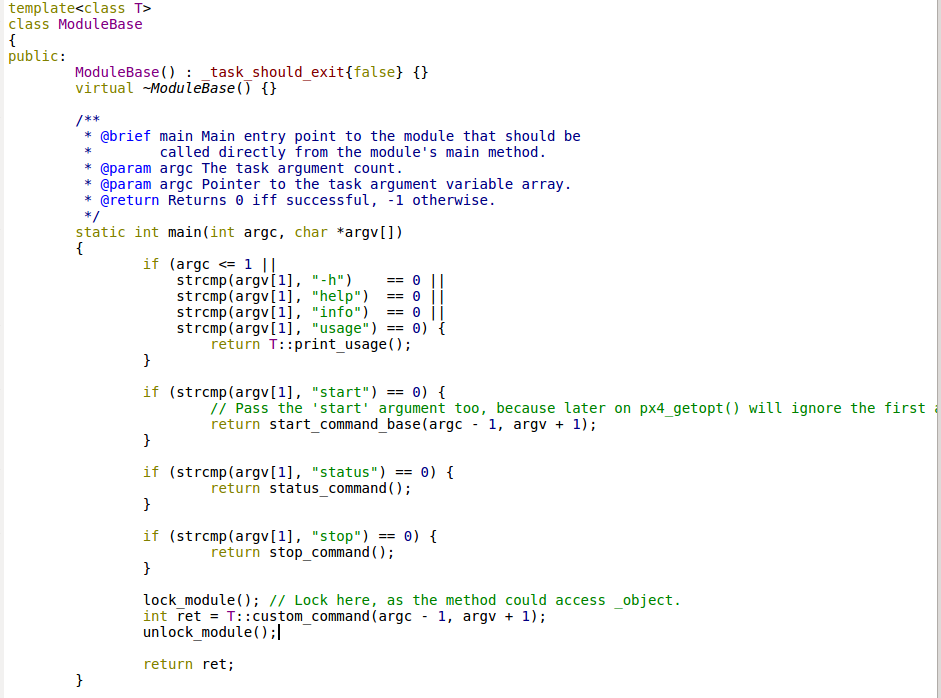 template<class T>
class ModuleBase
{
public:
        ModuleBase() : _task_should_exit{false} {}
        virtual ~ModuleBase() {}

        /**
         * @brief main Main entry point to the module that should be
         *        called directly from the module's main method.
         * @param argc The task argument count.
         * @param argc Pointer to the task argument variable array.
         * @return Returns 0 iff successful, -1 otherwise.
         */
        static int main(int argc, char *argv[])
        {
                if (argc <= 1 ||
                    strcmp(argv[1], "-h")    == 0 ||
                    strcmp(argv[1], "help")  == 0 ||
                    strcmp(argv[1], "info")  == 0 ||
                    strcmp(argv[1], "usage") == 0) {
                        return T::print_usage();
                }

                if (strcmp(argv[1], "start") == 0) {
                        // Pass the 'start' argument too, because later on px4_getopt() will ignore the first
                        return start_command_base(argc - 1, argv + 1);
                }

                if (strcmp(argv[1], "status") == 0) {
                        return status_command();
                }

                if (strcmp(argv[1], "stop") == 0) {
                        return stop_command();
                }

                lock_module(); // Lock here, as the method could access _object.
                int ret = T::custom_command(argc - 1, argv + 1);
                unlock_module();

                return ret;
        }